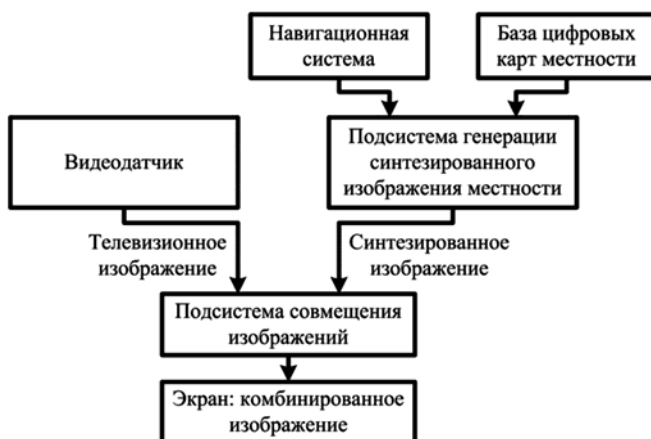 Навигационная
система
База цифровых
карт местности
Видеодатчик
Подсистема генерации
синтезированного
изображения местности
Телевизионное
изображение
Синтезированное
изображение
Подсистема совмещения
изображений
Экран: комбинированное
изображение